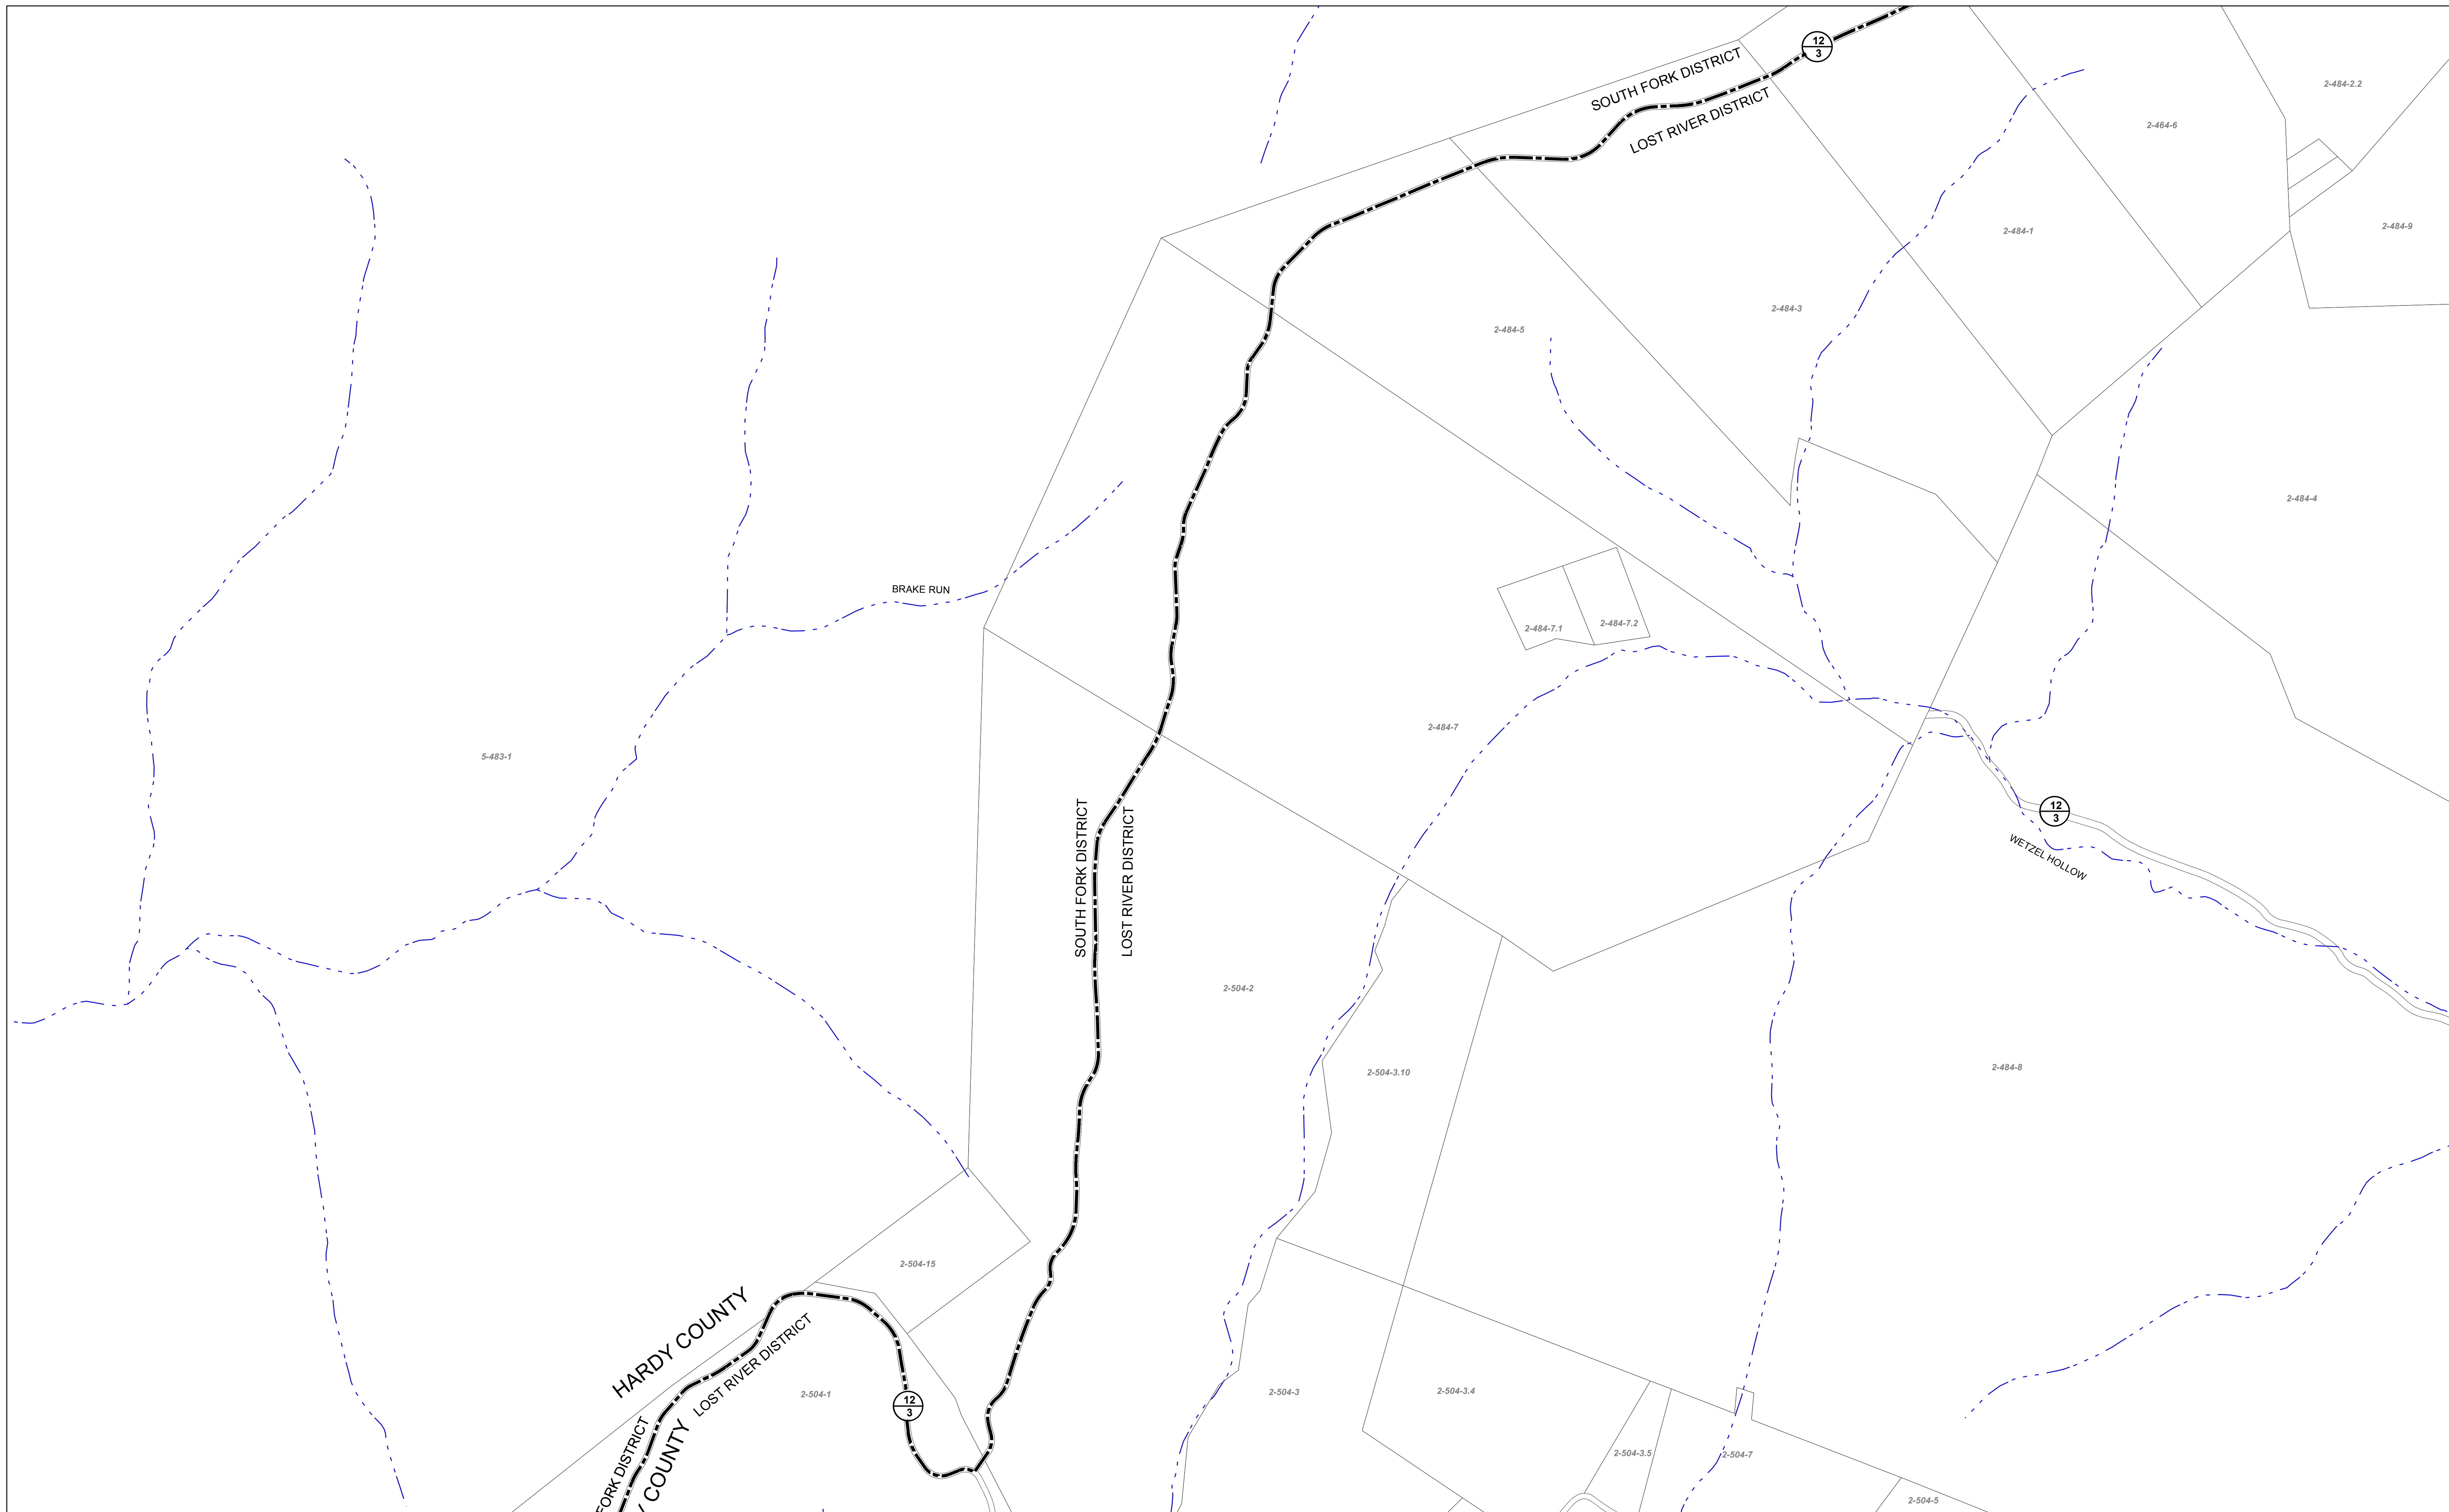 12
3
SOUTH FORK DISTRICT
LOST RIVER DISTRICT
2-484-2.2
2-464-6
2-484-1
2-484-9
2-484-3
2-484-5
2-484-4
BRAKE RUN
2-484-7.1
2-484-7.2
2-484-7
5-483-1
12
3
WETZEL HOLLOW
SOUTH FORK DISTRICT
LOST RIVER DISTRICT
2-504-2
2-504-3.10
2-484-8
2-504-15
HARDY COUNTY
LOST RIVER DISTRICT
2-504-1
12
3
2-504-3
2-504-3.4
FORK DISTRICT
COUNTY
2-504-3.5
2-504-7
2-504-5